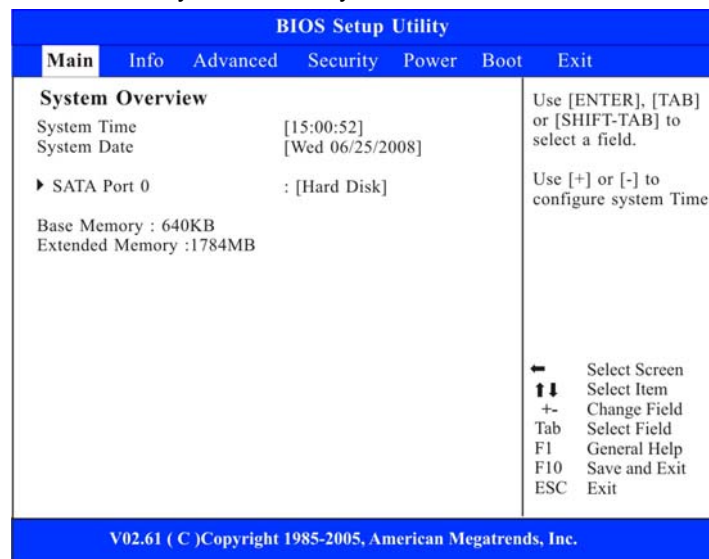 BIOS Setup Utility
Main Info Advanced Security Power Boot Exit
System Overview
System Time [15:00:52]
System Date [Wed 06/25/2008]
SATA Port 0 : [Hard Disk]
Base Memory : 640KB
Extended Memory :1784MB
Use [ENTER], [TAB]
or [SHIFT-TAB] to
select a field.
Use [+] or [-] to
configure system Time
Select Screen
Select Item
+- Change Field
Tab Select Field
F1 General Help
F10 Save and Exit
ESC Exit
V02.61 ( C )Copyright 1985-2005, American Megatrends, Inc.